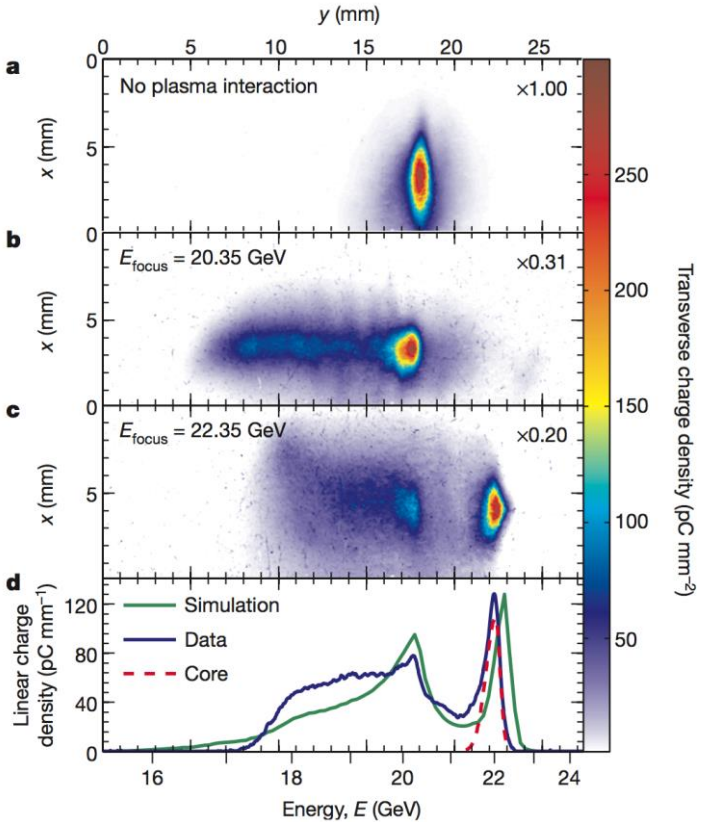 y (mm)
0 5 10 15 20 25
a
No plasma interaction
×1.00
x (mm)
0
5
b
E_focus = 20.35 GeV
×0.31
x (mm)
0
5
c
E_focus = 22.35 GeV
×0.20
x (mm)
0
5
d
Simulation
Data
Core
Linear charge
density (pC mm⁻¹)
120
80
40
0
16 18 20 22 24
Energy, E (GeV)
250
200
150
100
50
Transverse charge density (pC mm⁻²)